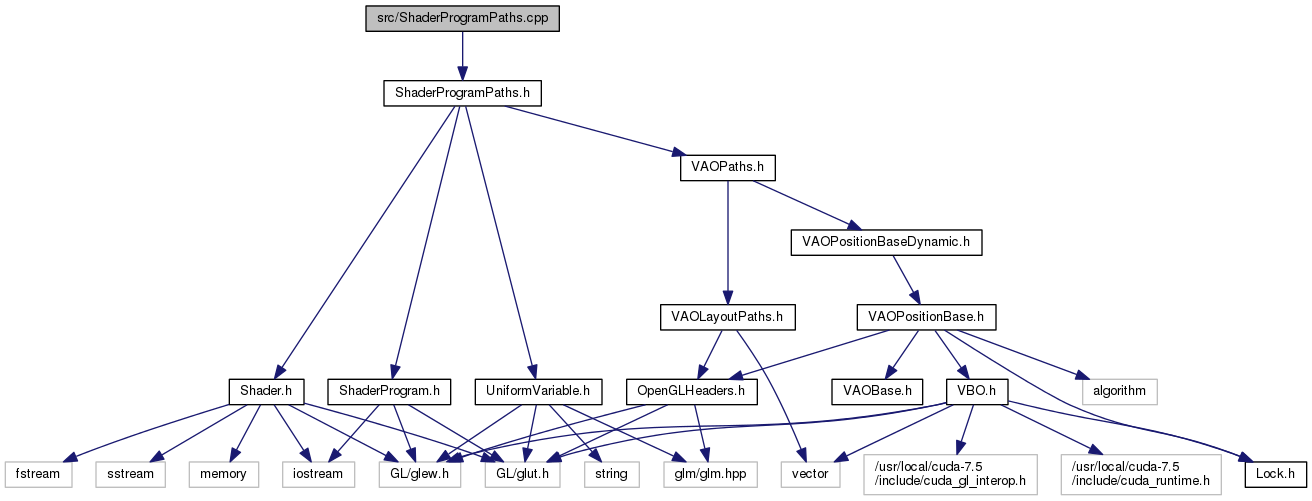 src/ShaderProgramPaths.cpp
ShaderProgramPaths.h
VAOPaths.h
VAOPositionBaseDynamic.h
VAOLayoutPaths.h
VAOPositionBase.h
Shader.h
ShaderProgram.h
UniformVariable.h
OpenGLHeaders.h
VAOBase.h
VBO.h
algorithm
fstream
sstream
memory
iostream
GL/glew.h
GL/glut.h
string
glm/glm.hpp
vector
/usr/local/cuda-7.5
/include/cuda_gl_interop.h
/usr/local/cuda-7.5
/include/cuda_runtime.h
Lock.h